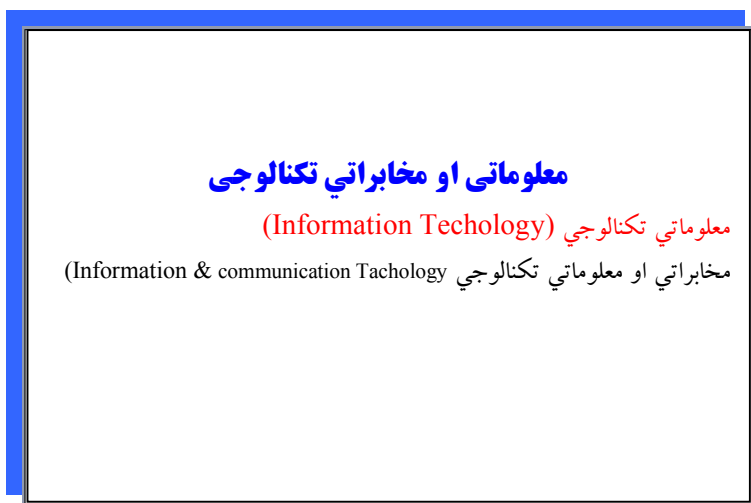 معلوماتی او مخابراتي تکنالوجی
معلوماتي تکنالوجي (Information Techology)
مخابراتي او معلوماتي تکنالوجي Information & communication Tachology)